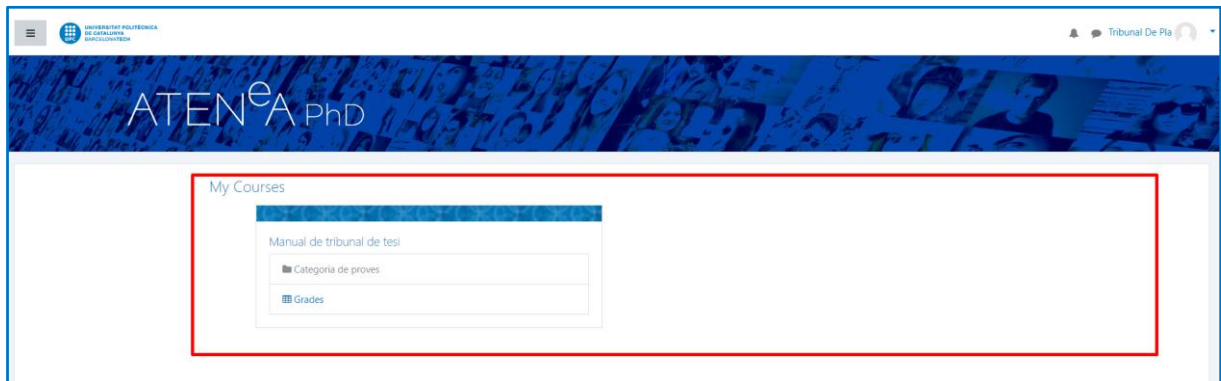 UNIVERSITAT POLITÈCNICA
DE CATALUNYA
BARCELONATECH
UPC
Tribunal De Pla
ATENeA PhD
My Courses
Manual de tribunal de tesi
Categoria de proves
Grades